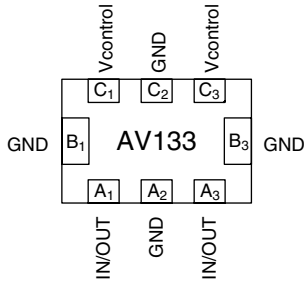 Vcontrol GND Vcontrol
C1 C2 C3
GND B1 AV133 B3 GND
A1 A2 A3
IN/OUT GND IN/OUT